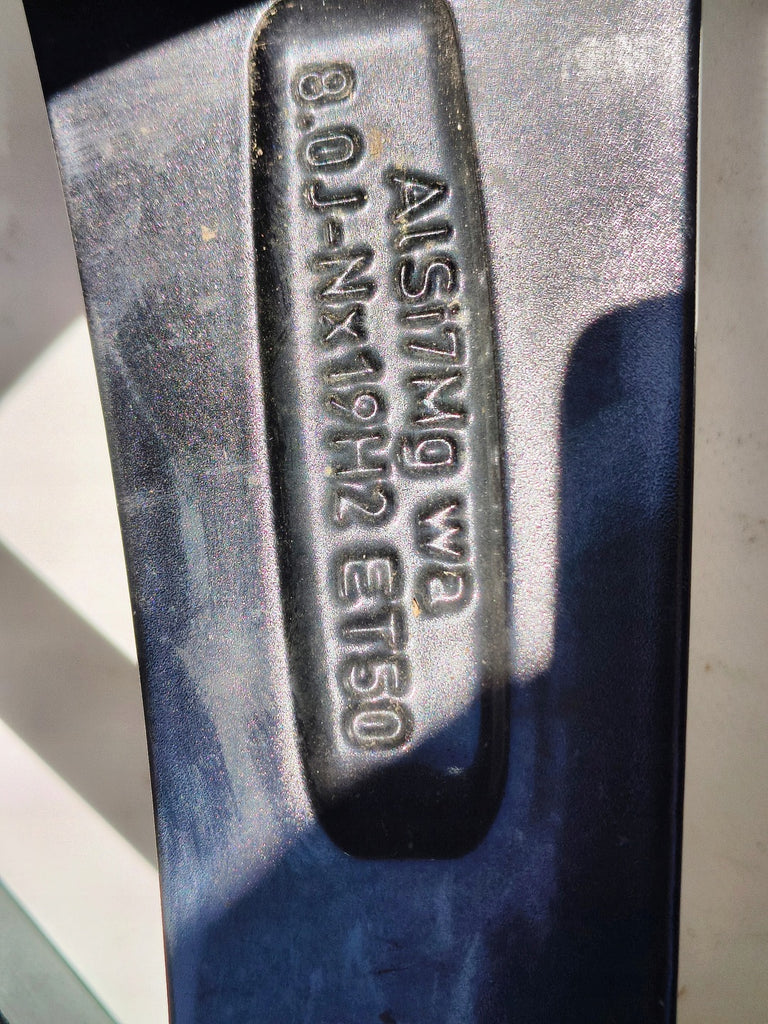 AlSi7Mg wa
8.0J-Nx19H2 ET50